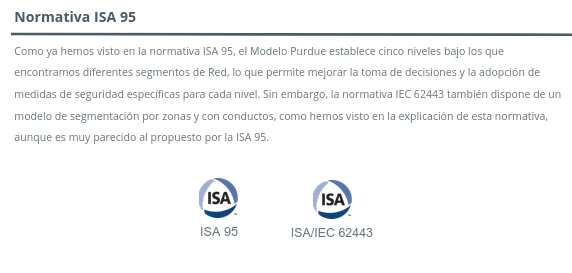 Normativa ISA 95
Como ya hemos visto en la normativa ISA 95, el Modelo Purdue establece cinco niveles bajo los que
encontramos diferentes segmentos de Red, lo que permite mejorar la toma de decisiones y la adopción de
medidas de seguridad específicas para cada nivel. Sin embargo, la normativa IEC 62443 también dispone de un
modelo de segmentación por zonas y con conductos, como hemos visto en la explicación de esta normativa,
aunque es muy parecido al propuesto por la ISA 95.
ISA ISA
ISA 95 ISA/IEC 62443